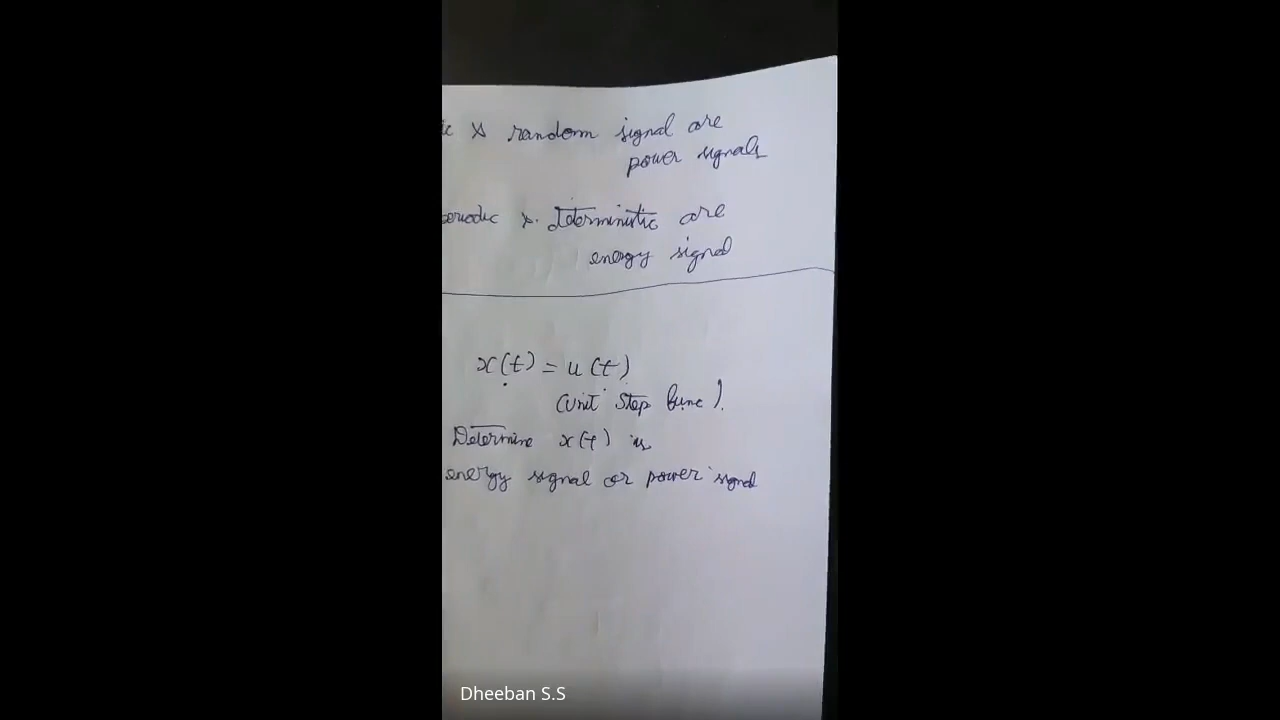 random signal are
power signals
Deterministic are
energy signal
x(t) = u(t)
(unit step func).
Determine x(t) is
energy signal or power signal
Dheeban S.S